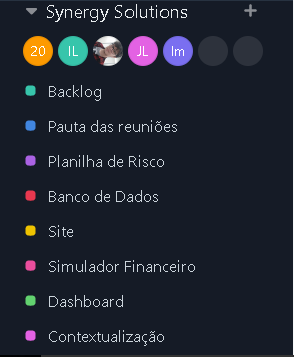 Synergy Solutions
20 IL JL Im
Backlog
Pauta das reuniões
Planilha de Risco
Banco de Dados
Site
Simulador Financeiro
Dashboard
Contextualização